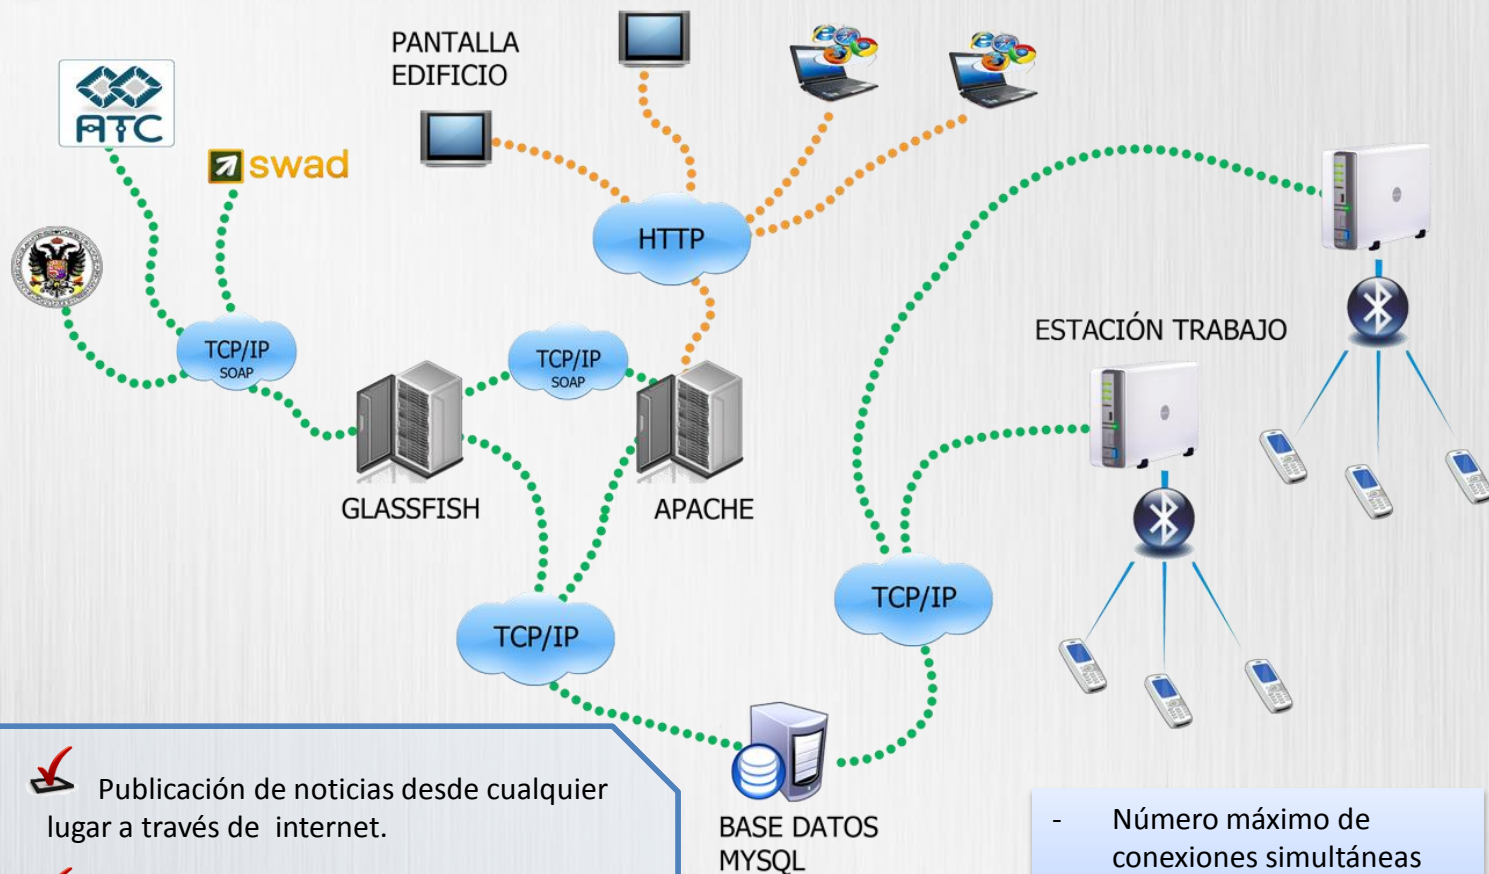 PANTALLA
EDIFICIO
ATC
swad
HTTP
TCP/IP
SOAP
TCP/IP
SOAP
ESTACIÓN TRABAJO
GLASSFISH
APACHE
TCP/IP
TCP/IP
Publicación de noticias desde cualquier
lugar a través de internet.
BASE DATOS
MYSQL
- Número máximo de
conexiones simultáneas